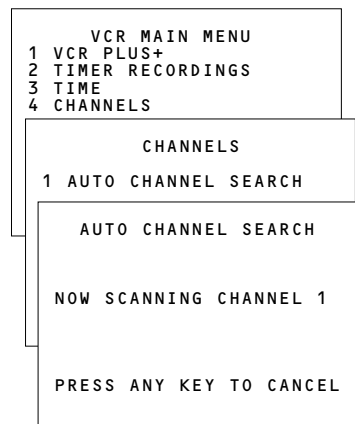 VCR MAIN MENU
1 VCR PLUS+
2 TIMER RECORDINGS
3 TIME
4 CHANNELS
CHANNELS
1 AUTO CHANNEL SEARCH
AUTO CHANNEL SEARCH
NOW SCANNING CHANNEL 1
PRESS ANY KEY TO CANCEL